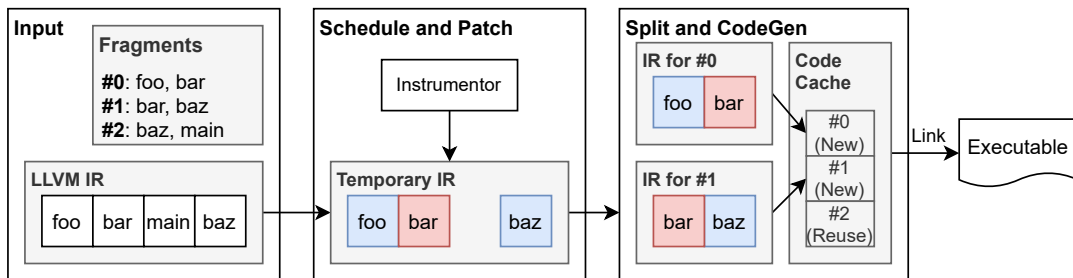 Input
Fragments
#0: foo, bar
#1: bar, baz
#2: baz, main
LLVM IR
foo bar main baz
Schedule and Patch
Instrumentor
Temporary IR
foo bar baz
Split and CodeGen
IR for #0
foo bar
IR for #1
bar baz
Code
Cache
#0
(New)
#1
(New)
#2
(Reuse)
Link
Executable